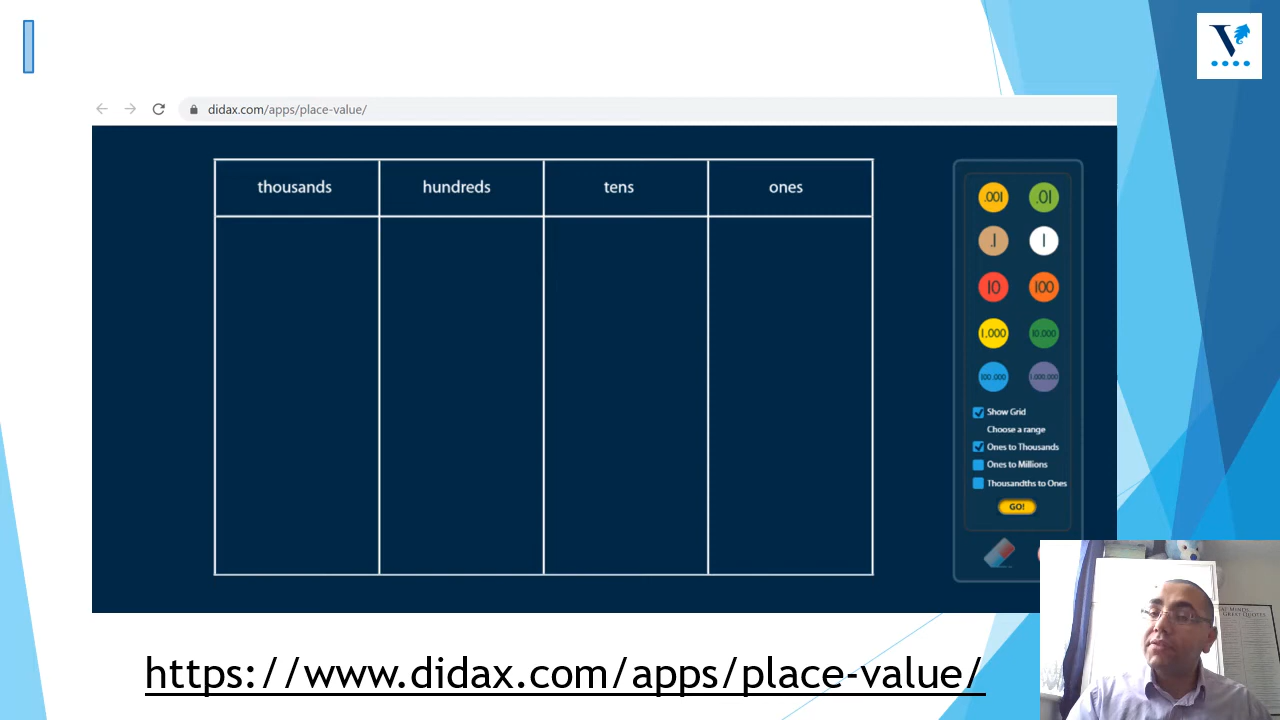 V
didax.com/apps/place-value/
thousands hundreds tens ones
.001 .01
.1 1
10 100
1,000 10,000
100,000 1,000,000
Show Grid
Choose a range
Ones to Thousands
Ones to Millions
Thousandths to Ones
GO!
GREAT QUOTES
https://www.didax.com/apps/place-value/